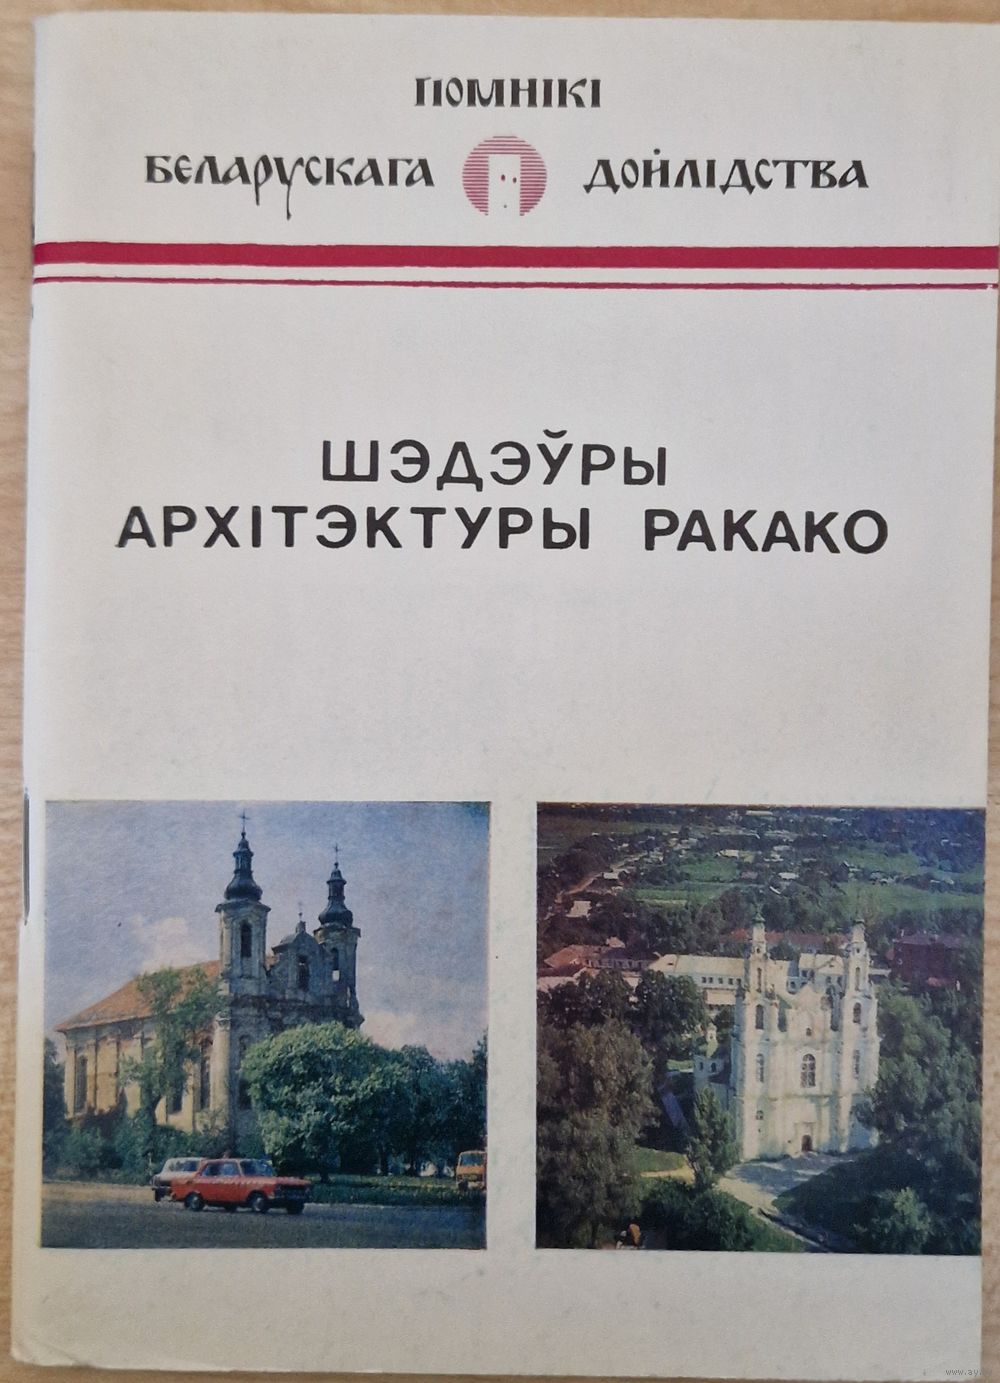 ПОМНІКІ
БЕЛАРУСКАГА ДОЙЛІДСТВА
ШЭДЭЎРЫ
АРХІТЭКТУРЫ РАКАКО